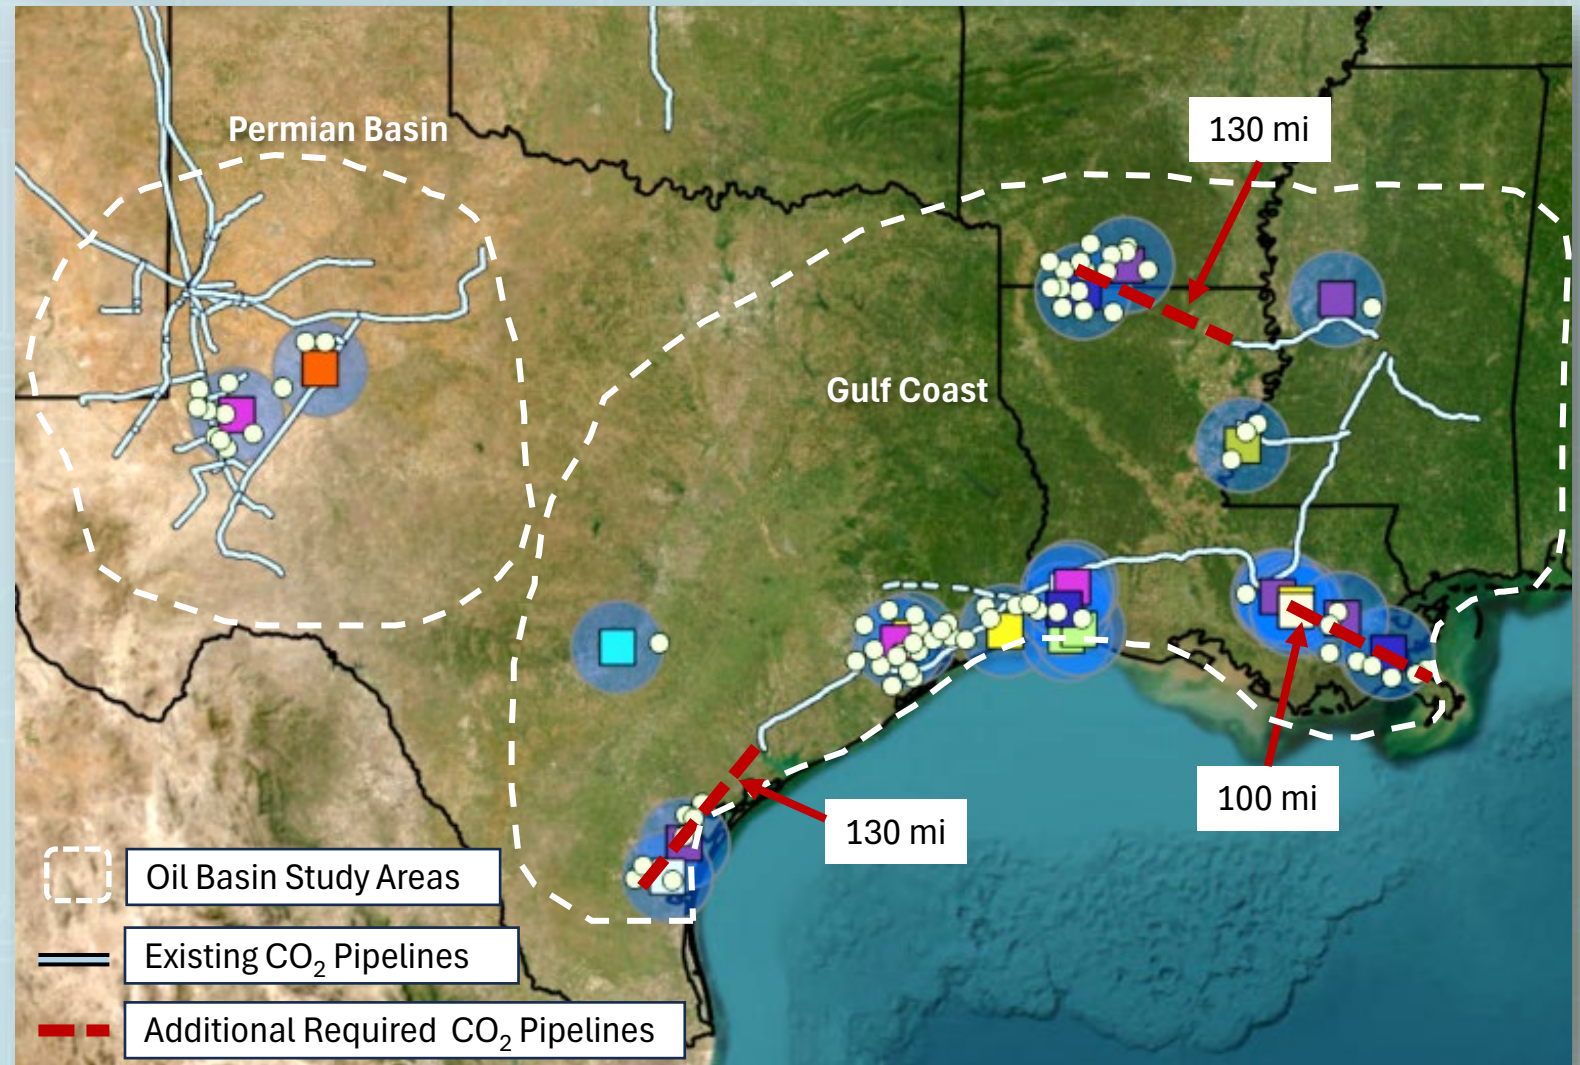 130 mi
Permian Basin
Gulf Coast
100 mi
130 mi
Oil Basin Study Areas
Existing CO₂ Pipelines
Additional Required CO₂ Pipelines